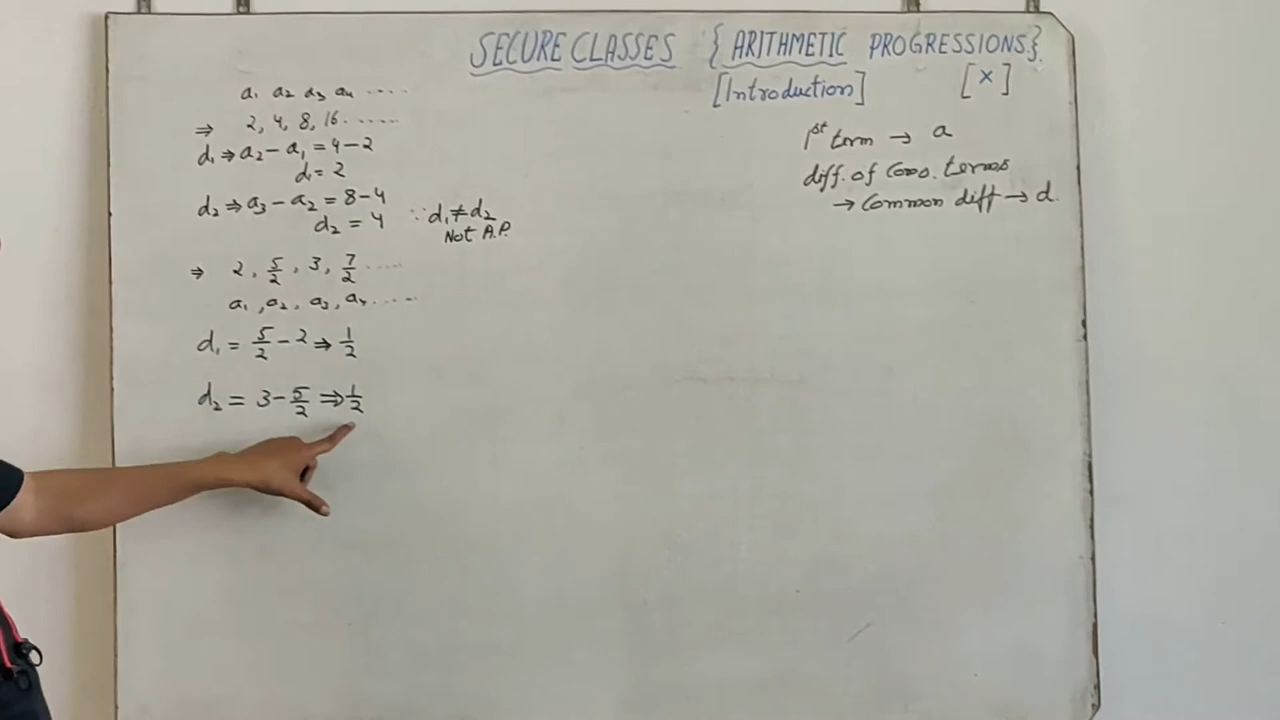 SECURE CLASSES { ARITHMETIC PROGRESSIONS}.
[Introduction] [×]
a₁ a₂ a₃ a₄ ....
⇒ 2, 4, 8, 16 ......
d₁ ⇒ a₂ − a₁ = 4 − 2
d₁ = 2
d₂ ⇒ a₃ − a₂ = 8 − 4
d₂ = 4 ∵ d₁ ≠ d₂
Not A.P.
⇒ 2, 5/2, 3, 7/2 .....
a₁, a₂, a₃, a₄ .....
d₁ = 5/2 − 2 ⇒ 1/2
d₂ = 3 − 5/2 ⇒ 1/2
1st term → a
diff. of Cons. terms
→ Common diff → d.